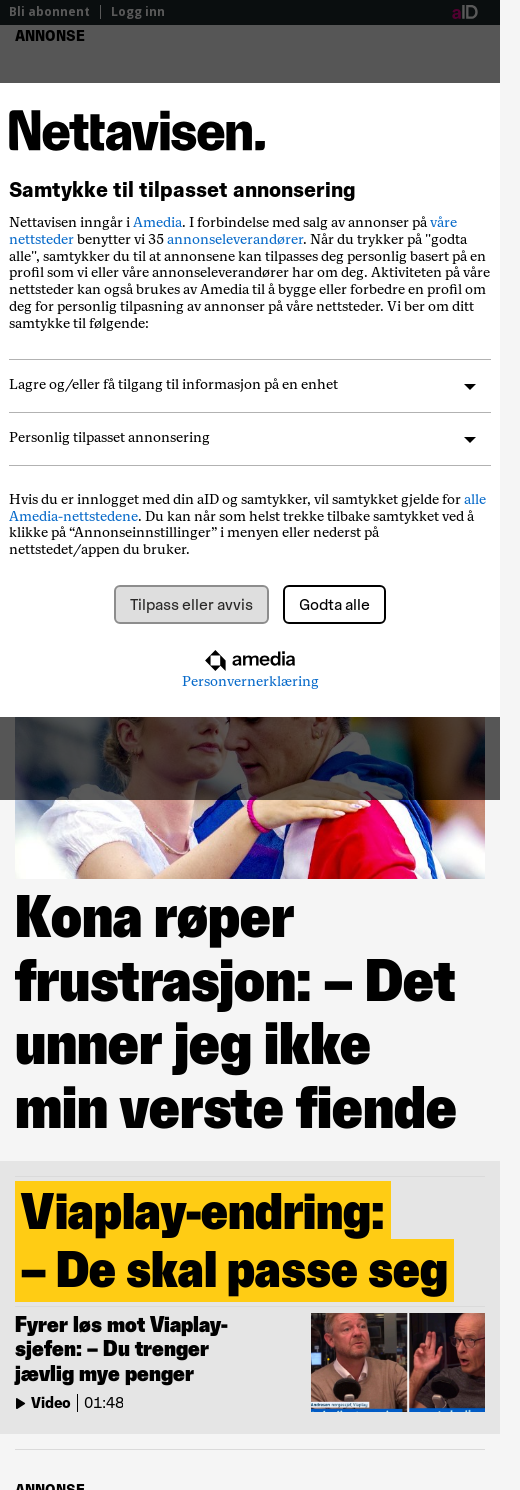 Bli abonnent | Logg inn
aID
ANNONSE
Nettavisen.
Samtykke til tilpasset annonsering
Nettavisen inngår i Amedia. I forbindelse med salg av annonser på våre
nettsteder benytter vi 35 annonseleverandører. Når du trykker på "godta
alle", samtykker du til at annonsene kan tilpasses deg personlig basert på en
profil som vi eller våre annonseleverandører har om deg. Aktiviteten på våre
nettsteder kan også brukes av Amedia til å bygge eller forbedre en profil om
deg for personlig tilpasning av annonser på våre nettsteder. Vi ber om ditt
samtykke til følgende:
Lagre og/eller få tilgang til informasjon på en enhet
Personlig tilpasset annonsering
Hvis du er innlogget med din aID og samtykker, vil samtykket gjelde for alle
Amedia-nettstedene. Du kan når som helst trekke tilbake samtykket ved å
klikke på “Annonseinnstillinger” i menyen eller nederst på
nettstedet/appen du bruker.
Tilpass eller avvis
Godta alle
amedia
Personvernerklæring
Kona røper
frustrasjon: – Det
unner jeg ikke
min verste fiende
Viaplay-endring:
– De skal passe seg
Fyrer løs mot Viaplay-
sjefen: – Du trenger
jævlig mye penger
Video | 01:48
ANNONSE